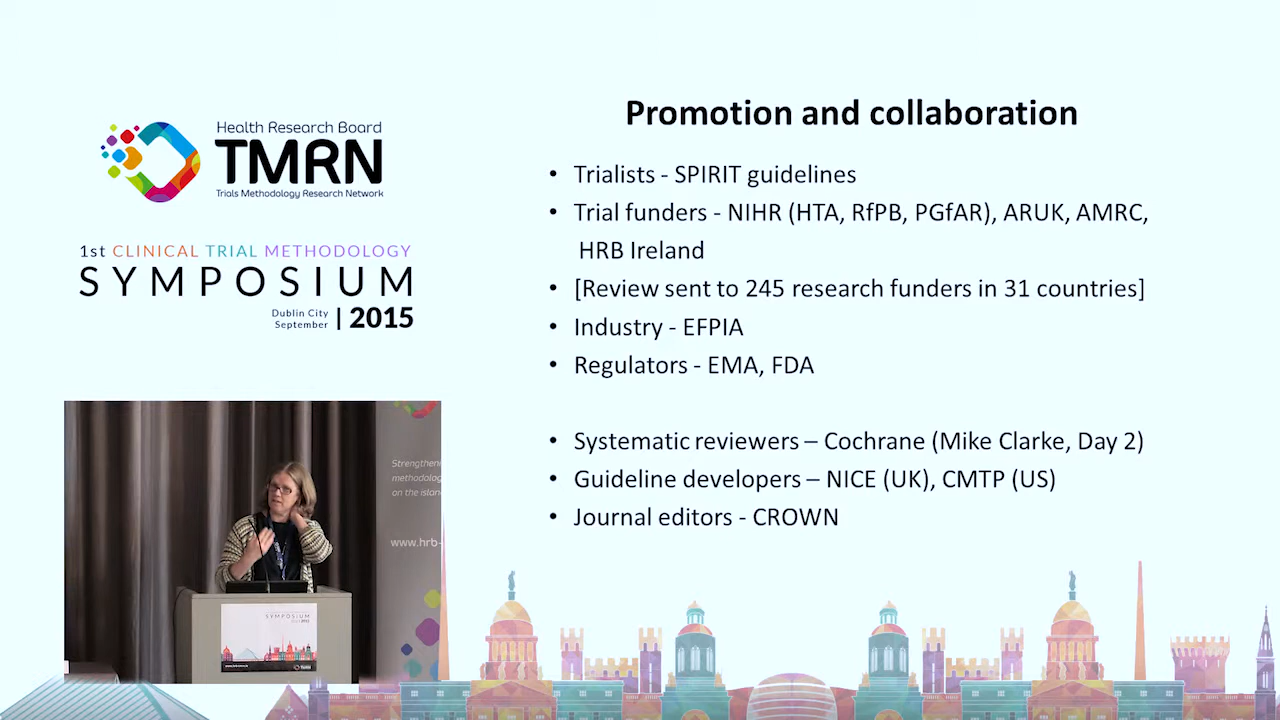 Health Research Board
TMRN
Trials Methodology Research Network
1st CLINICAL TRIAL METHODOLOGY
SYMPOSIUM
Dublin City
September | 2015
Promotion and collaboration
• Trialists - SPIRIT guidelines
• Trial funders - NIHR (HTA, RfPB, PGfAR), ARUK, AMRC,
HRB Ireland
• [Review sent to 245 research funders in 31 countries]
• Industry - EFPIA
• Regulators - EMA, FDA
• Systematic reviewers – Cochrane (Mike Clarke, Day 2)
• Guideline developers – NICE (UK), CMTP (US)
• Journal editors - CROWN
on the
www.hrb-
SYMPOSIUM